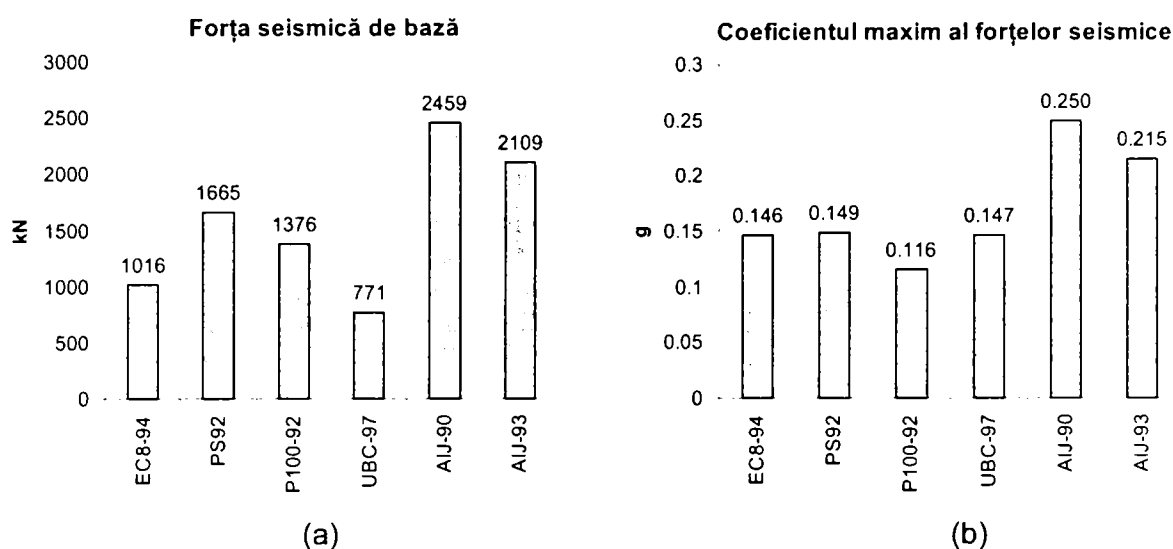 Forța seismică de bază
3000
2500
2000
1500
1000
500
0
kN
1016
1665
1376
771
2459
2109
EC8-94
PS92
P100-92
UBC-97
AIJ-90
AIJ-93
(a)
Coeficientul maxim al forțelor seismice
0.3
0.25
0.2
0.15
0.1
0.05
0
g
0.146
0.149
0.116
0.147
0.250
0.215
EC8-94
PS92
P100-92
UBC-97
AIJ-90
AIJ-93
(b)